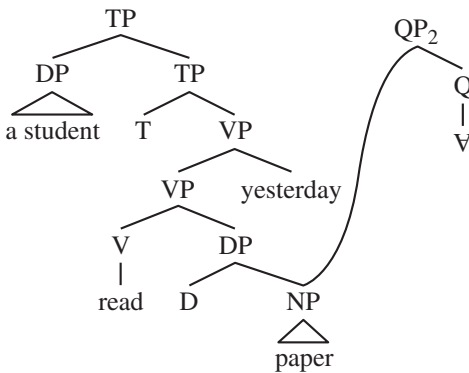 TP
QP₂
DP TP
Q
a student T VP
∀
VP yesterday
V DP
read D NP
paper